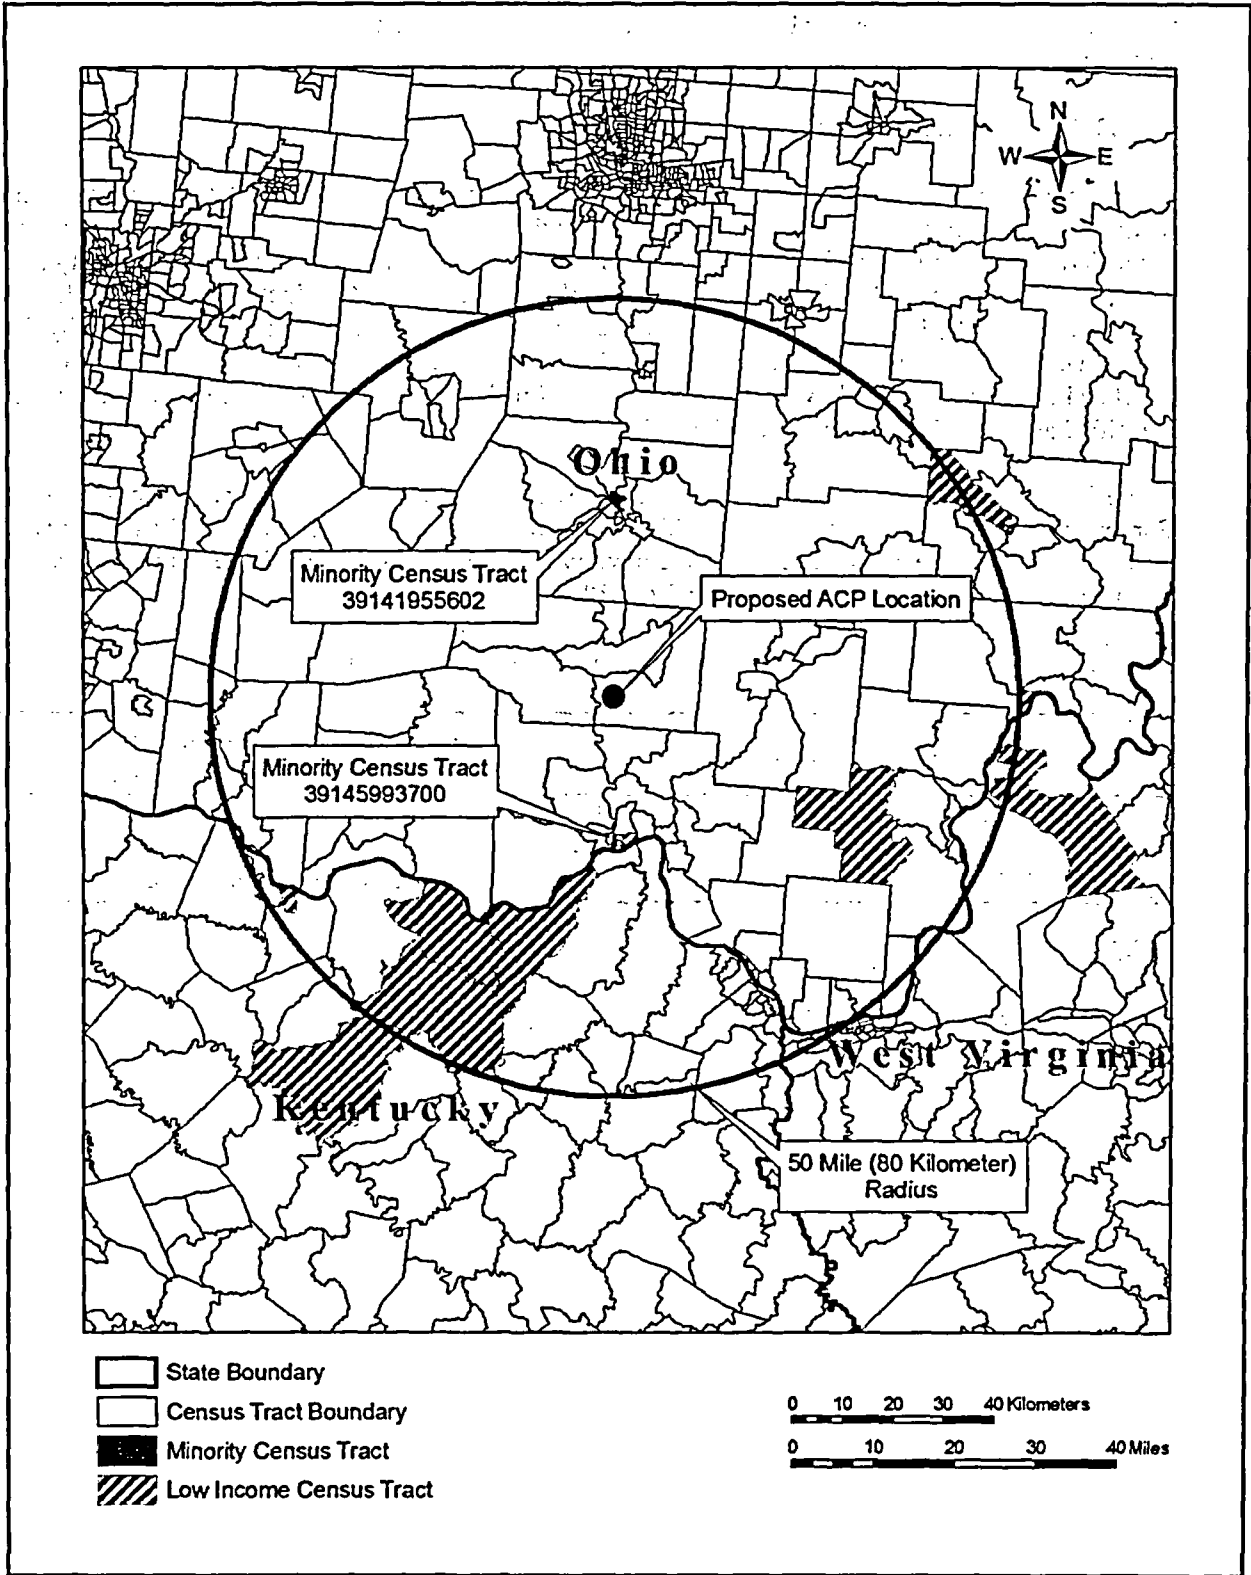 N
W E
S
Ohio
Minority Census Tract
39141955602
Proposed ACP Location
Minority Census Tract
39145993700
West Virginia
Kentucky
50 Mile (80 Kilometer)
Radius
State Boundary
Census Tract Boundary
Minority Census Tract
Low Income Census Tract
0 10 20 30 40 Kilometers
0 10 20 30 40 Miles